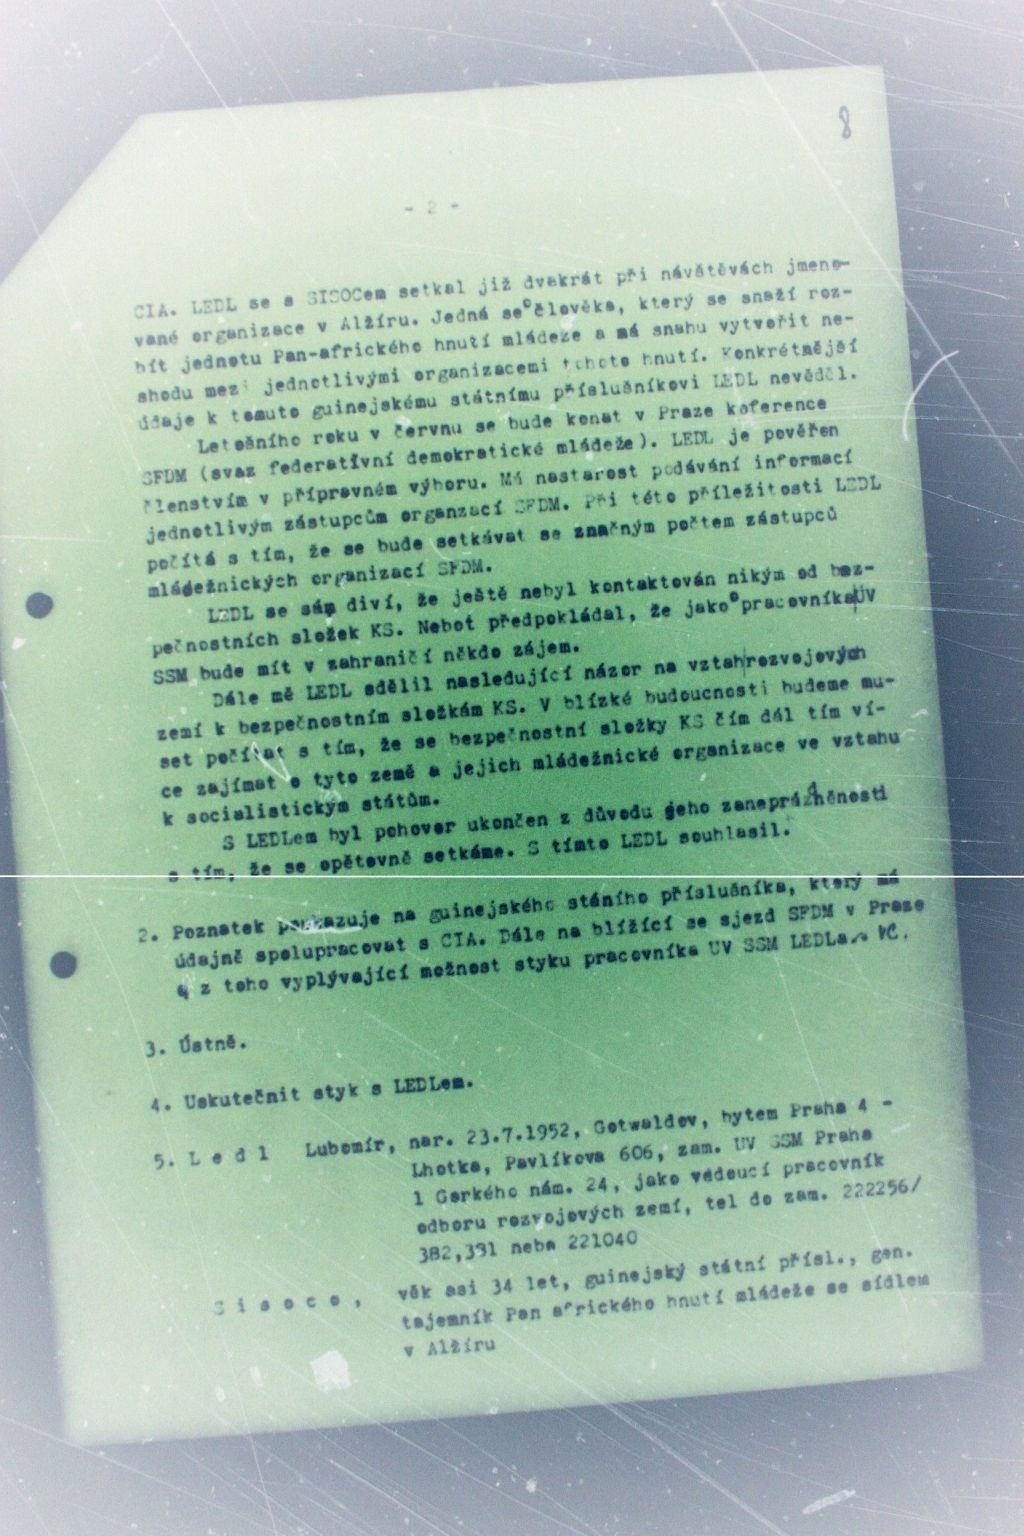 8
- 2 -
CIA. LEDL se s SISOCem setkal již dvakrát při návštěvách jmeno-
vané organizace v Alžíru. Jedná se o člověka, který se snaží roz-
bít jednotu Pan-afrického hnutí mládeže a má snahu vytvořit ne-
shodu mezi jednotlivými organizacemi tohoto hnutí. Konkrétnější
údaje k tomuto guinejskému státnímu příslušníkovi LEDL nevěděl.
Letošního roku v červnu se bude konat v Praze koference
SFDM (svaz federativní demokratické mládeže). LEDL je pověřen
členstvím v přípravném výboru. Má nastarost podávání informací
jednotlivým zástupcům organzací SFDM. Při této příležitosti LEDL
počítá s tím, že se bude setkávat se značným počtem zástupců
mládežnických organizací SFDM.
LEDL se sám diví, že ještě nebyl kontaktován nikým od bez-
pečnostních složek KS. Neboť předpokládal, že jako o pracovníka ÚV
SSM bude mít v zahraničí někdo zájem.
Dále mě LEDL sdělil nasledující názor na vztah rozvojových
zemí k bezpečnostním složkám KS. V blízké budoucnosti budeme mu-
set počítat s tím, že se bezpečnostní složky KS čím dál tím ví-
ce zajímat o tyto země a jejich mládežnické organizace ve vztahu
k socialistickým státům.
S LEDLem byl pohovor ukončen z důvodu jeho zaneprázdněnosti
s tím, že se opětovně setkáme. S tímto LEDL souhlasil.
2. Poznatek poukazuje na guinejského stáního příslušníka, který má
údajně spolupracovat s CIA. Dále na blížící se sjezd SFDM v Praze
a z toho vyplývající možnost styku pracovníka UV SSM LEDLa
3. Ústně.
4. Uskutečnit styk s LEDLem.
5. L e d l Lubomír, nar. 23.7.1952, Gotwaldov, bytem Praha 4 -
Lhotka, Pavlíkova 606, zam. UV SSM Praha
1 Gorkého nám. 24, jako vedoucí pracovník
odboru rozvojových zemí, tel do zam. 222256/
382,391 nebo 221040
S i s o c o , věk asi 34 let, guinejský státní přísl., gen.
tajemník Pan afrického hnutí mládeže se sídlem
v Alžíru